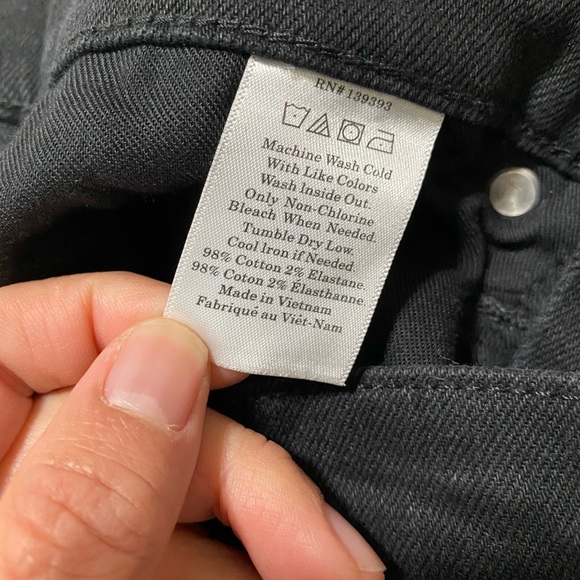 RN# 139393
Machine Wash Cold
With Like Colors
Wash Inside Out.
Only Non-Chlorine
Bleach When Needed.
Tumble Dry Low.
Cool Iron if Needed.
98% Cotton 2% Elastane.
98% Coton 2% Elasthanne.
Made in Vietnam
Fabriqué au Viêt-Nam